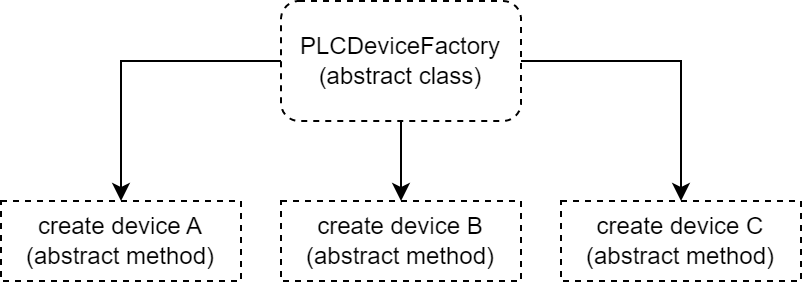 PLCDeviceFactory
(abstract class)
create device A
(abstract method)
create device B
(abstract method)
create device C
(abstract method)